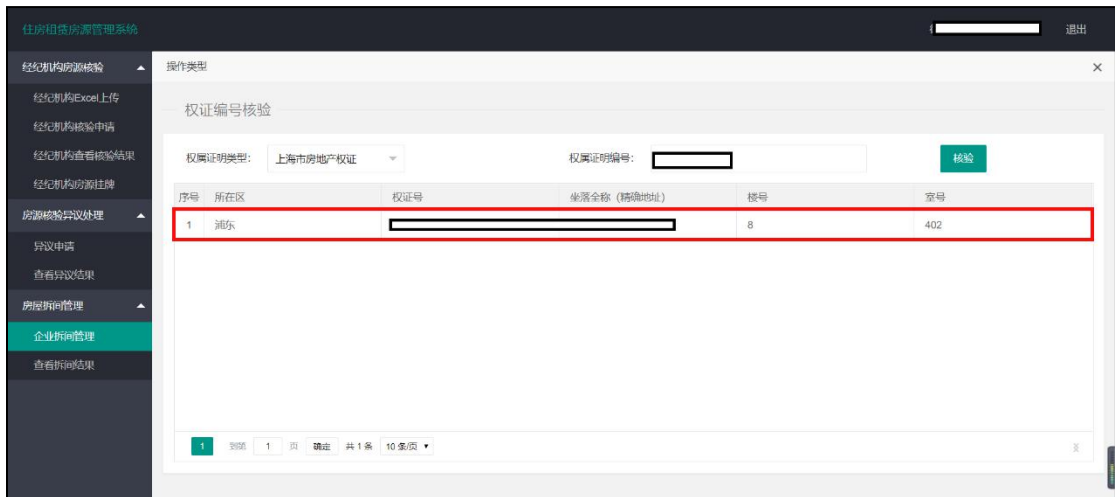 住房租赁房源管理系统
退出
经纪机构房源核验
经纪机构Excel上传
经纪机构核验申请
经纪机构查看核验结果
经纪机构房源挂牌
房源核验异议处理
异议申请
查看异议结果
房屋拆间管理
企业拆间管理
查看拆间结果
操作类型
权证编号核验
权属证明类型: 上海市房地产权证 权属证明编号: 核验
序号 所在区 权证号 坐落全称（精确地址） 楼号 室号
1 浦东 8 402
1 到第 1 页 确定 共 1 条 10 条/页